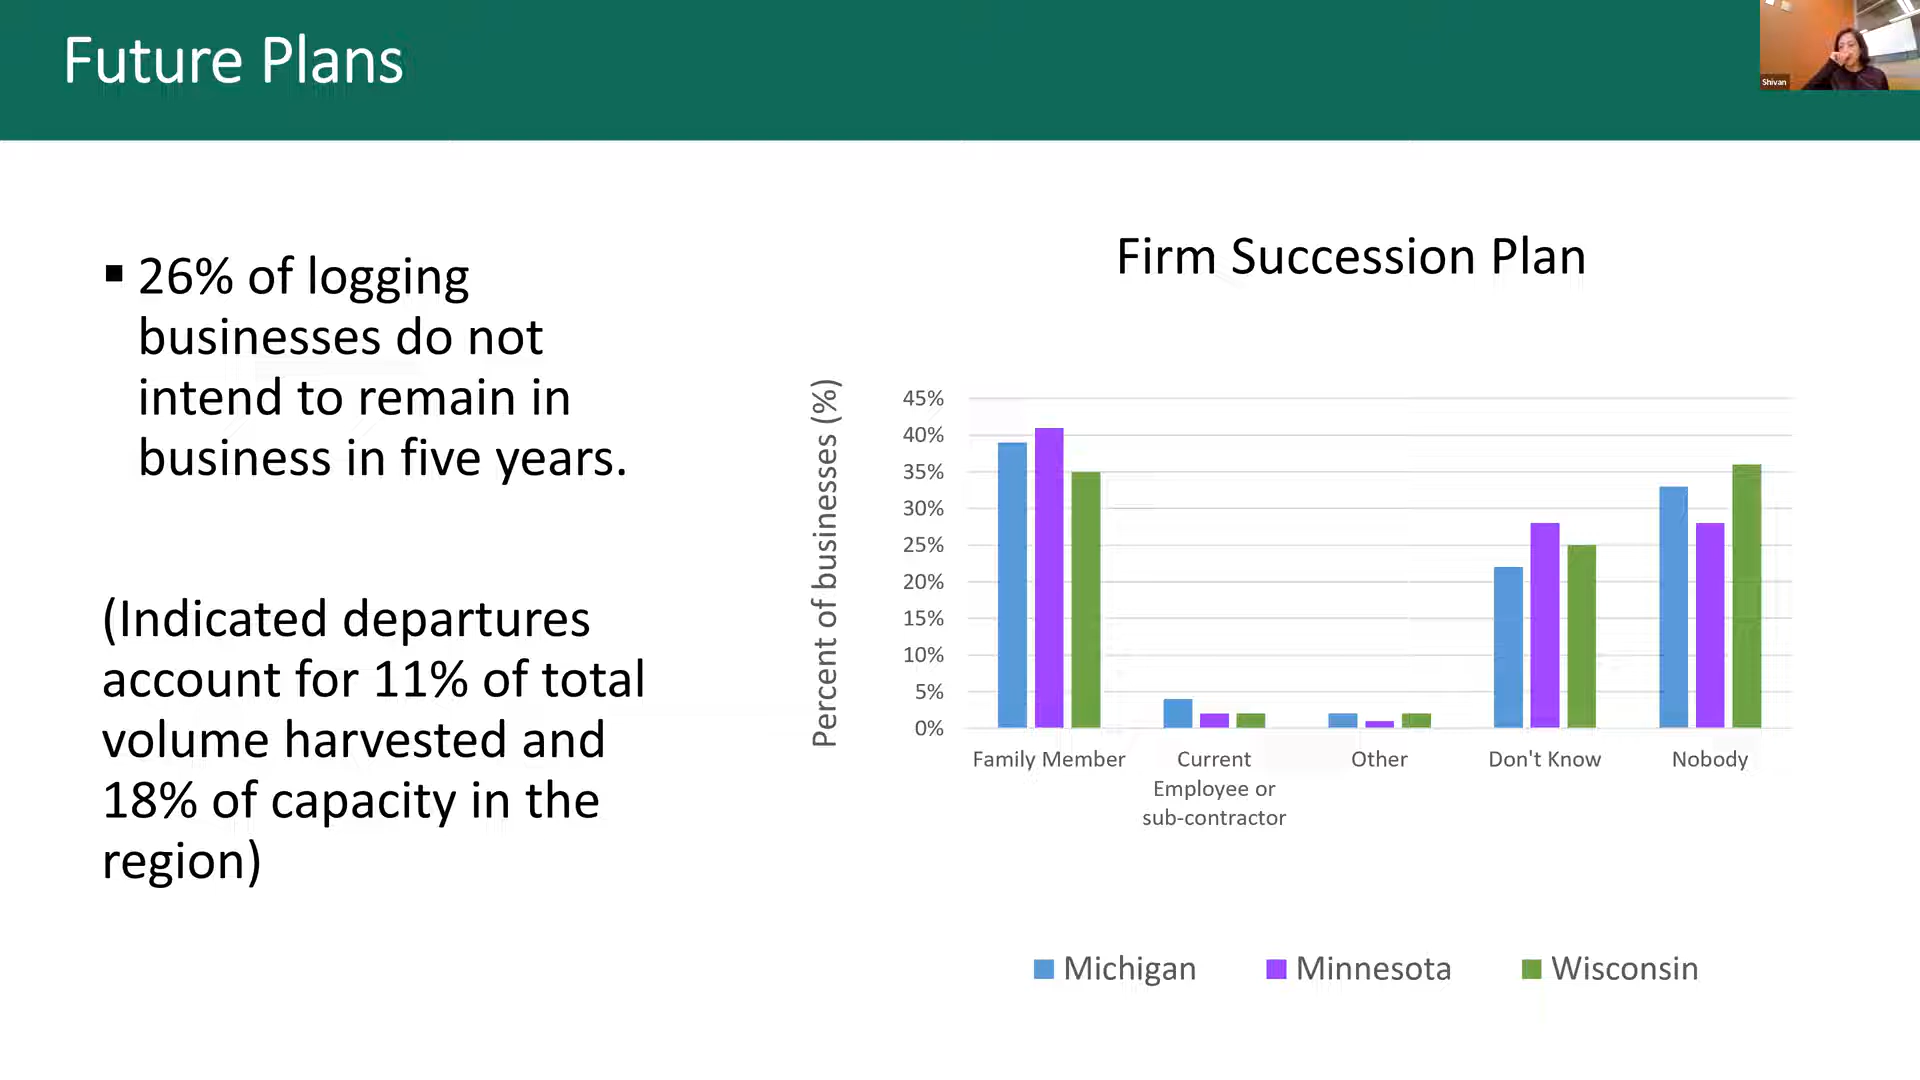 Future Plans
Shivan
▪ 26% of logging
businesses do not
intend to remain in
business in five years.
(Indicated departures
account for 11% of total
volume harvested and
18% of capacity in the
region)
Firm Succession Plan
Percent of businesses (%)
45%
40%
35%
30%
25%
20%
15%
10%
5%
0%
Family Member
Current
Employee or
sub-contractor
Other
Don't Know
Nobody
Michigan
Minnesota
Wisconsin